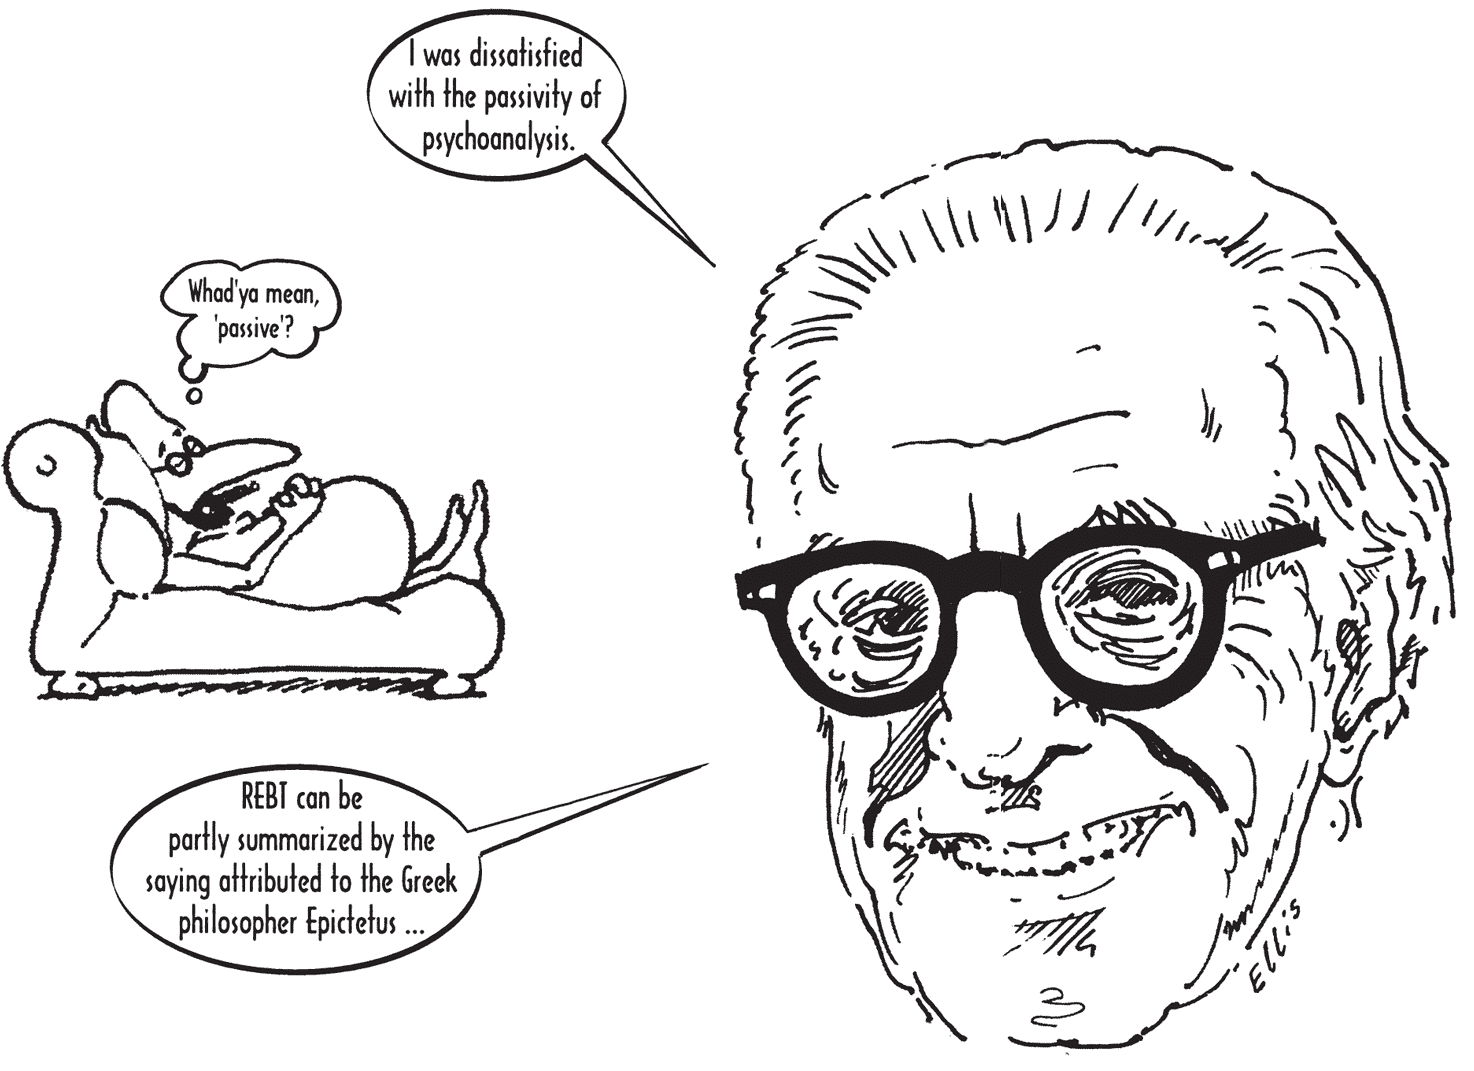 I was dissatisfied
with the passivity of
psychoanalysis.
Whad'ya mean,
'passive'?
REBT can be
partly summarized by the
saying attributed to the Greek
philosopher Epictetus ...
Ellis